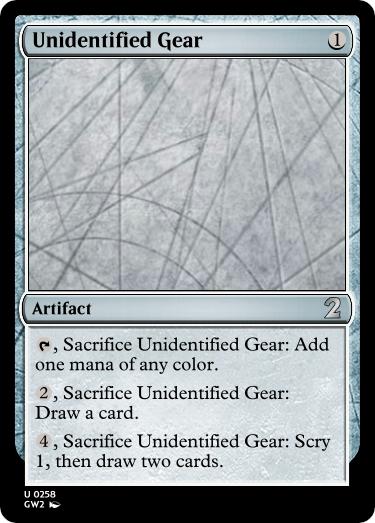 Unidentified Gear 1
Artifact 2
, Sacrifice Unidentified Gear: Add
one mana of any color.
2, Sacrifice Unidentified Gear:
Draw a card.
4, Sacrifice Unidentified Gear: Scry
1, then draw two cards.
U 0258
GW2